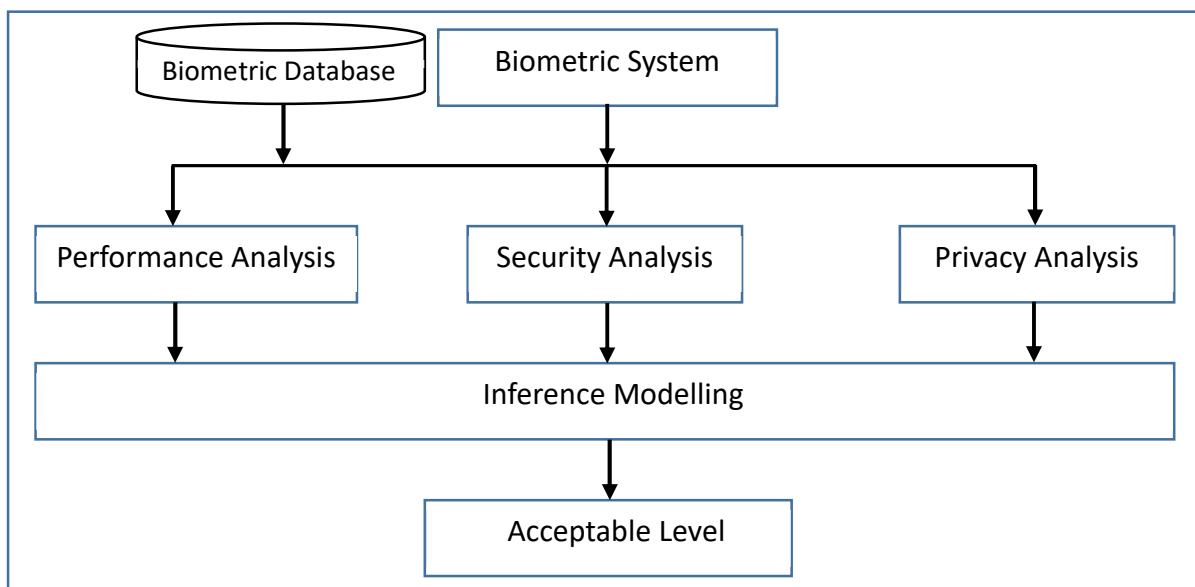 Biometric Database
Biometric System
Performance Analysis
Security Analysis
Privacy Analysis
Inference Modelling
Acceptable Level